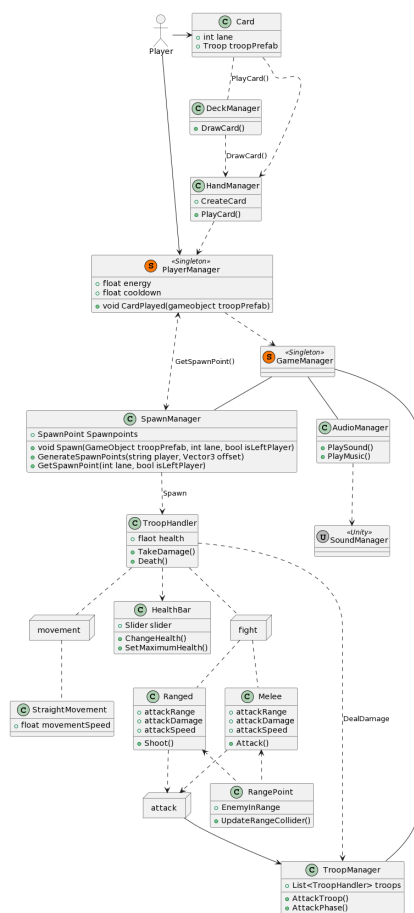 Player
C Card
int lane
Troop troopPrefab
PlayCard()
C DeckManager
DrawCard()
DrawCard()
C HandManager
CreateCard
PlayCard()
S «Singleton»
PlayerManager
float energy
float cooldown
void CardPlayed(gameobject troopPrefab)
GetSpawnPoint()
S «Singleton»
GameManager
C SpawnManager
SpawnPoint Spawnpoints
void Spawn(GameObject troopPrefab, int lane, bool isLeftPlayer)
GenerateSpawnPoints(string player, Vector3 offset)
GetSpawnPoint(int lane, bool isLeftPlayer)
C AudioManager
PlaySound()
PlayMusic()
Spawn
C TroopHandler
flaot health
TakeDamage()
Death()
U «Unity»
SoundManager
movement
C HealthBar
Slider slider
ChangeHealth()
SetMaximumHealth()
fight
C StraightMovement
float movementSpeed
C Ranged
attackRange
attackDamage
attackSpeed
Shoot()
C Melee
attackRange
attackDamage
attackSpeed
Attack()
DealDamage
attack
C RangePoint
EnemyInRange
UpdateRangeCollider()
C TroopManager
List<TroopHandler> troops
AttackTroop()
AttackPhase()